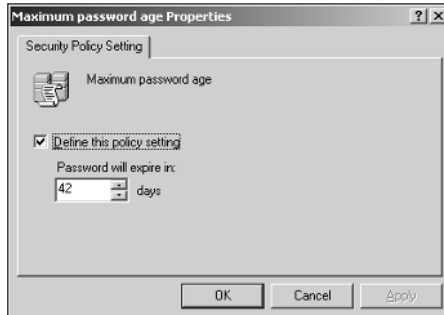 Maximum password age Properties
Security Policy Setting
Maximum password age
Define this policy setting
Password will expire in:
42 days
OK Cancel Apply